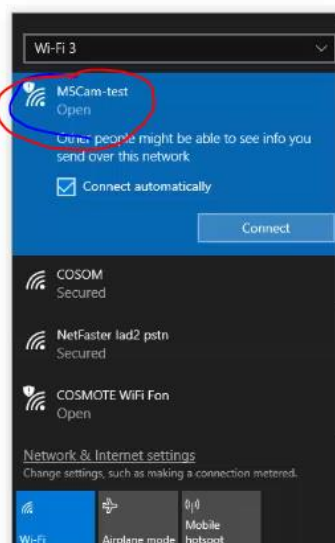 Wi-Fi 3
M5Cam-test
Open
Other people might be able to see info you
send over this network
Connect automatically
Connect
COSOM
Secured
NetFaster Iad2 pstn
Secured
COSMOTE WiFi Fon
Open
Network & Internet settings
Change settings, such as making a connection metered.
Wi-Fi
Airplane mode
Mobile
hotspot